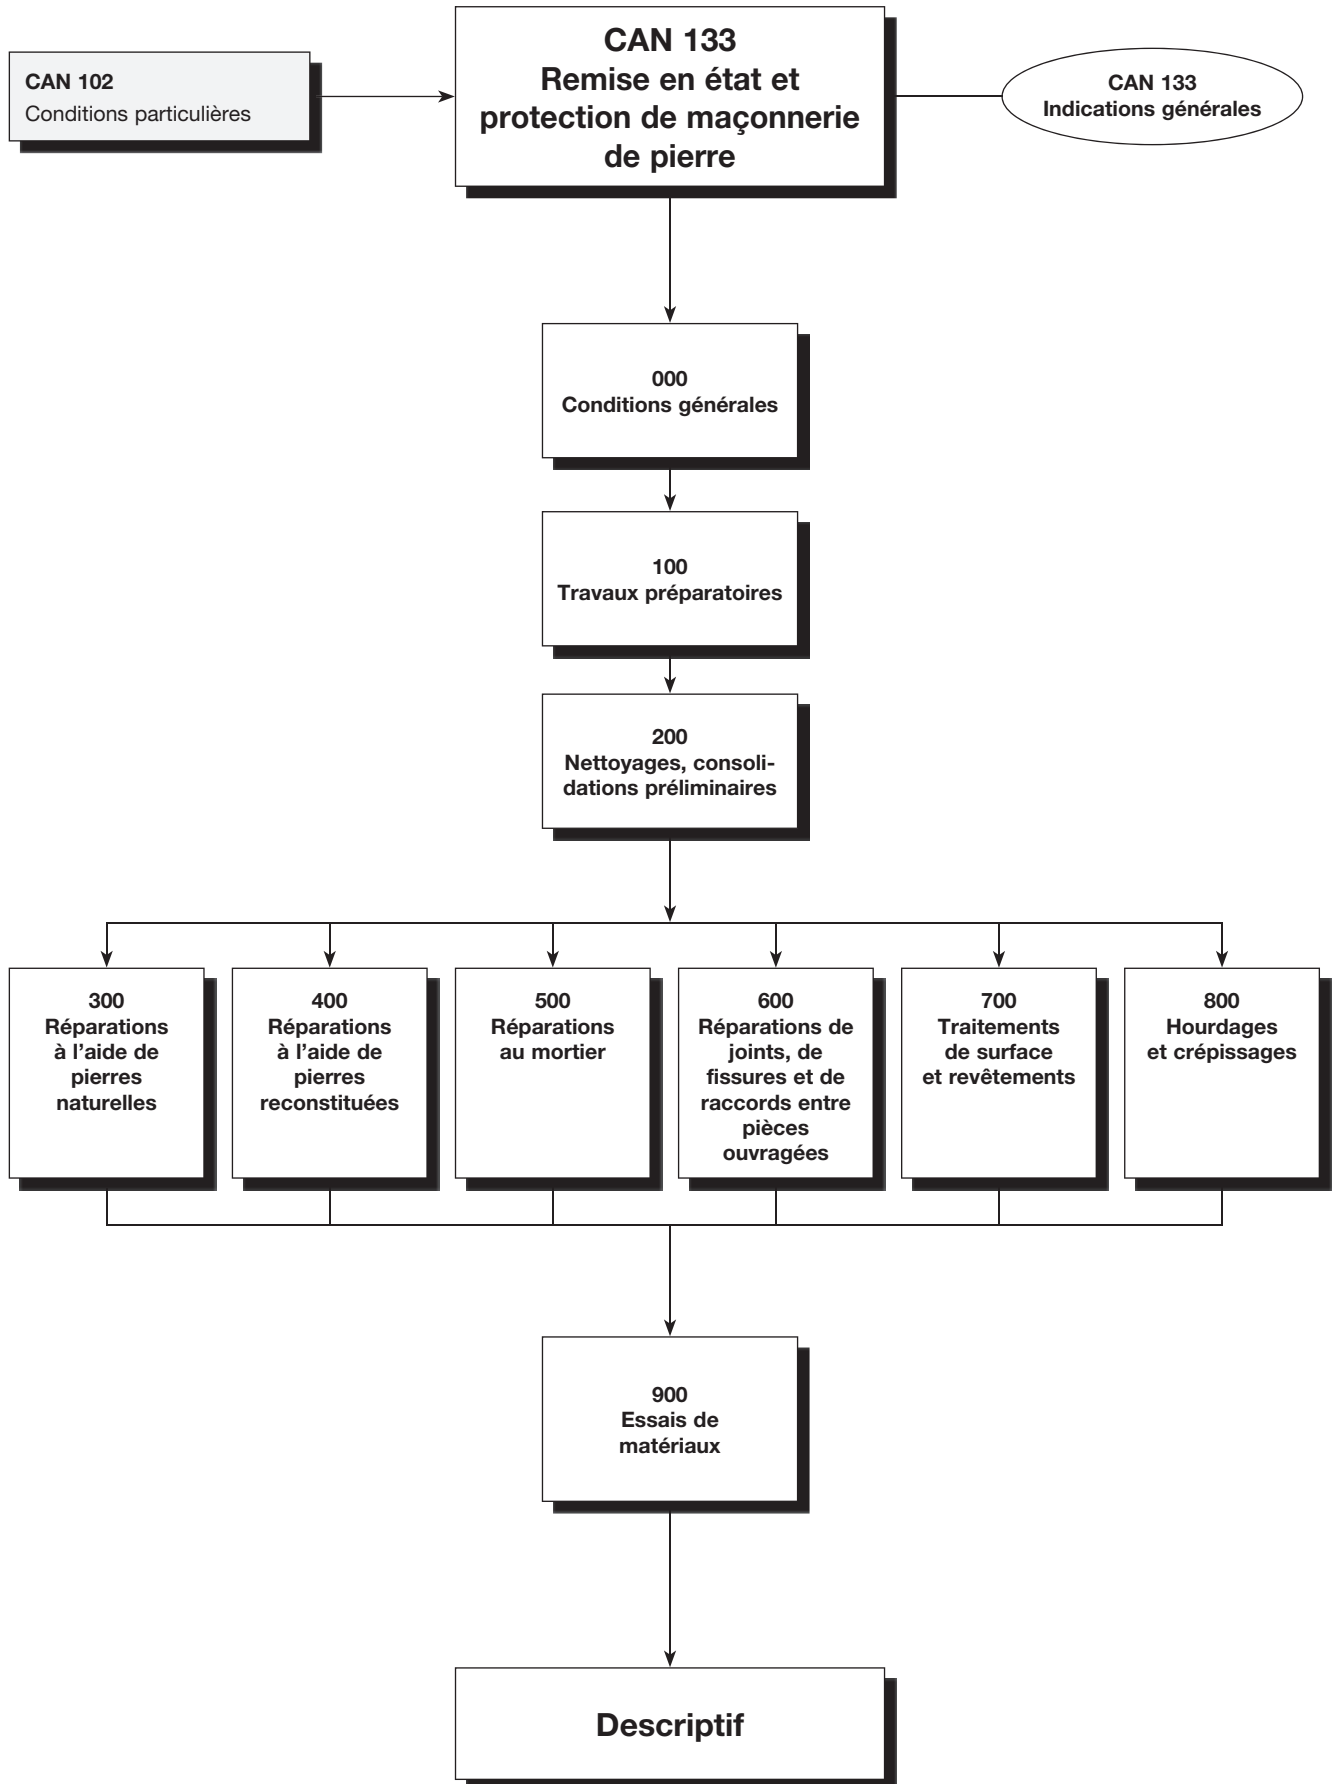 CAN 102
Conditions particulières
CAN 133
Remise en état et
protection de maçonnerie
de pierre
CAN 133
Indications générales
000
Conditions générales
100
Travaux préparatoires
200
Nettoyages, consoli-
dations préliminaires
300
Réparations
à l'aide de
pierres
naturelles
400
Réparations
à l'aide de
pierres
reconstituées
500
Réparations
au mortier
600
Réparations de
joints, de
fissures et de
raccords entre
pièces
ouvragées
700
Traitements
de surface
et revêtements
800
Hourdages
et crépissages
900
Essais de
matériaux
Descriptif